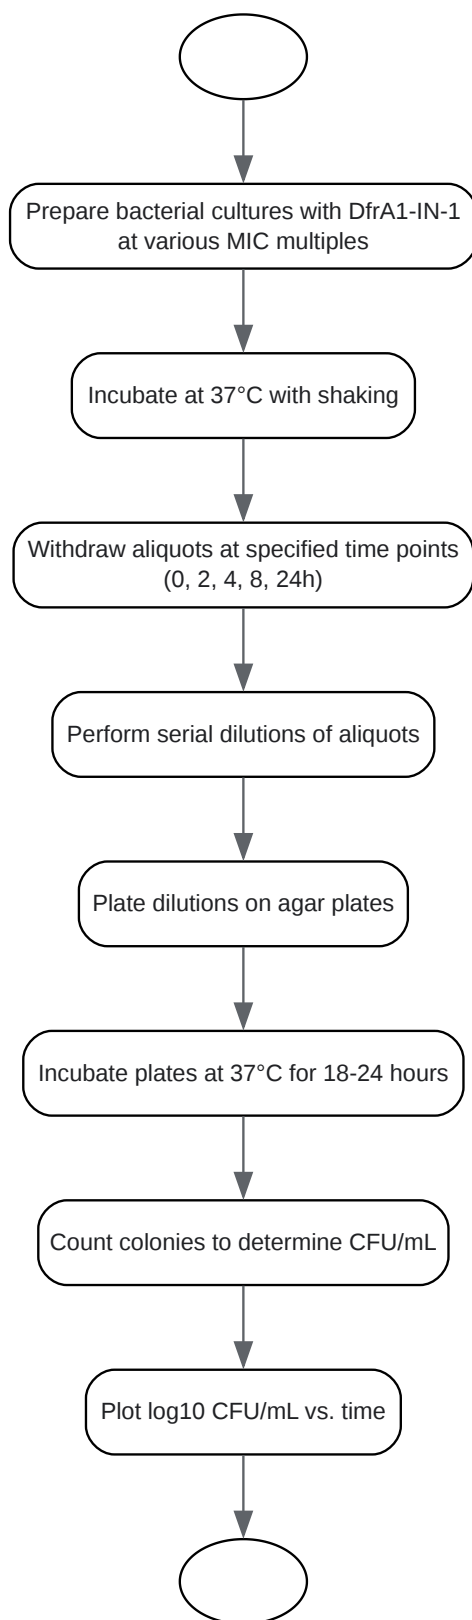 Prepare bacterial cultures with DfrA1-IN-1
at various MIC multiples
Incubate at 37°C with shaking
Withdraw aliquots at specified time points
(0, 2, 4, 8, 24h)
Perform serial dilutions of aliquots
Plate dilutions on agar plates
Incubate plates at 37°C for 18-24 hours
Count colonies to determine CFU/mL
Plot log10 CFU/mL vs. time